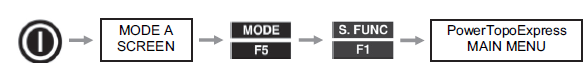 MODE A
SCREEN
MODE
F5
S. FUNC
F1
PowerTopoExpress
MAIN MENU